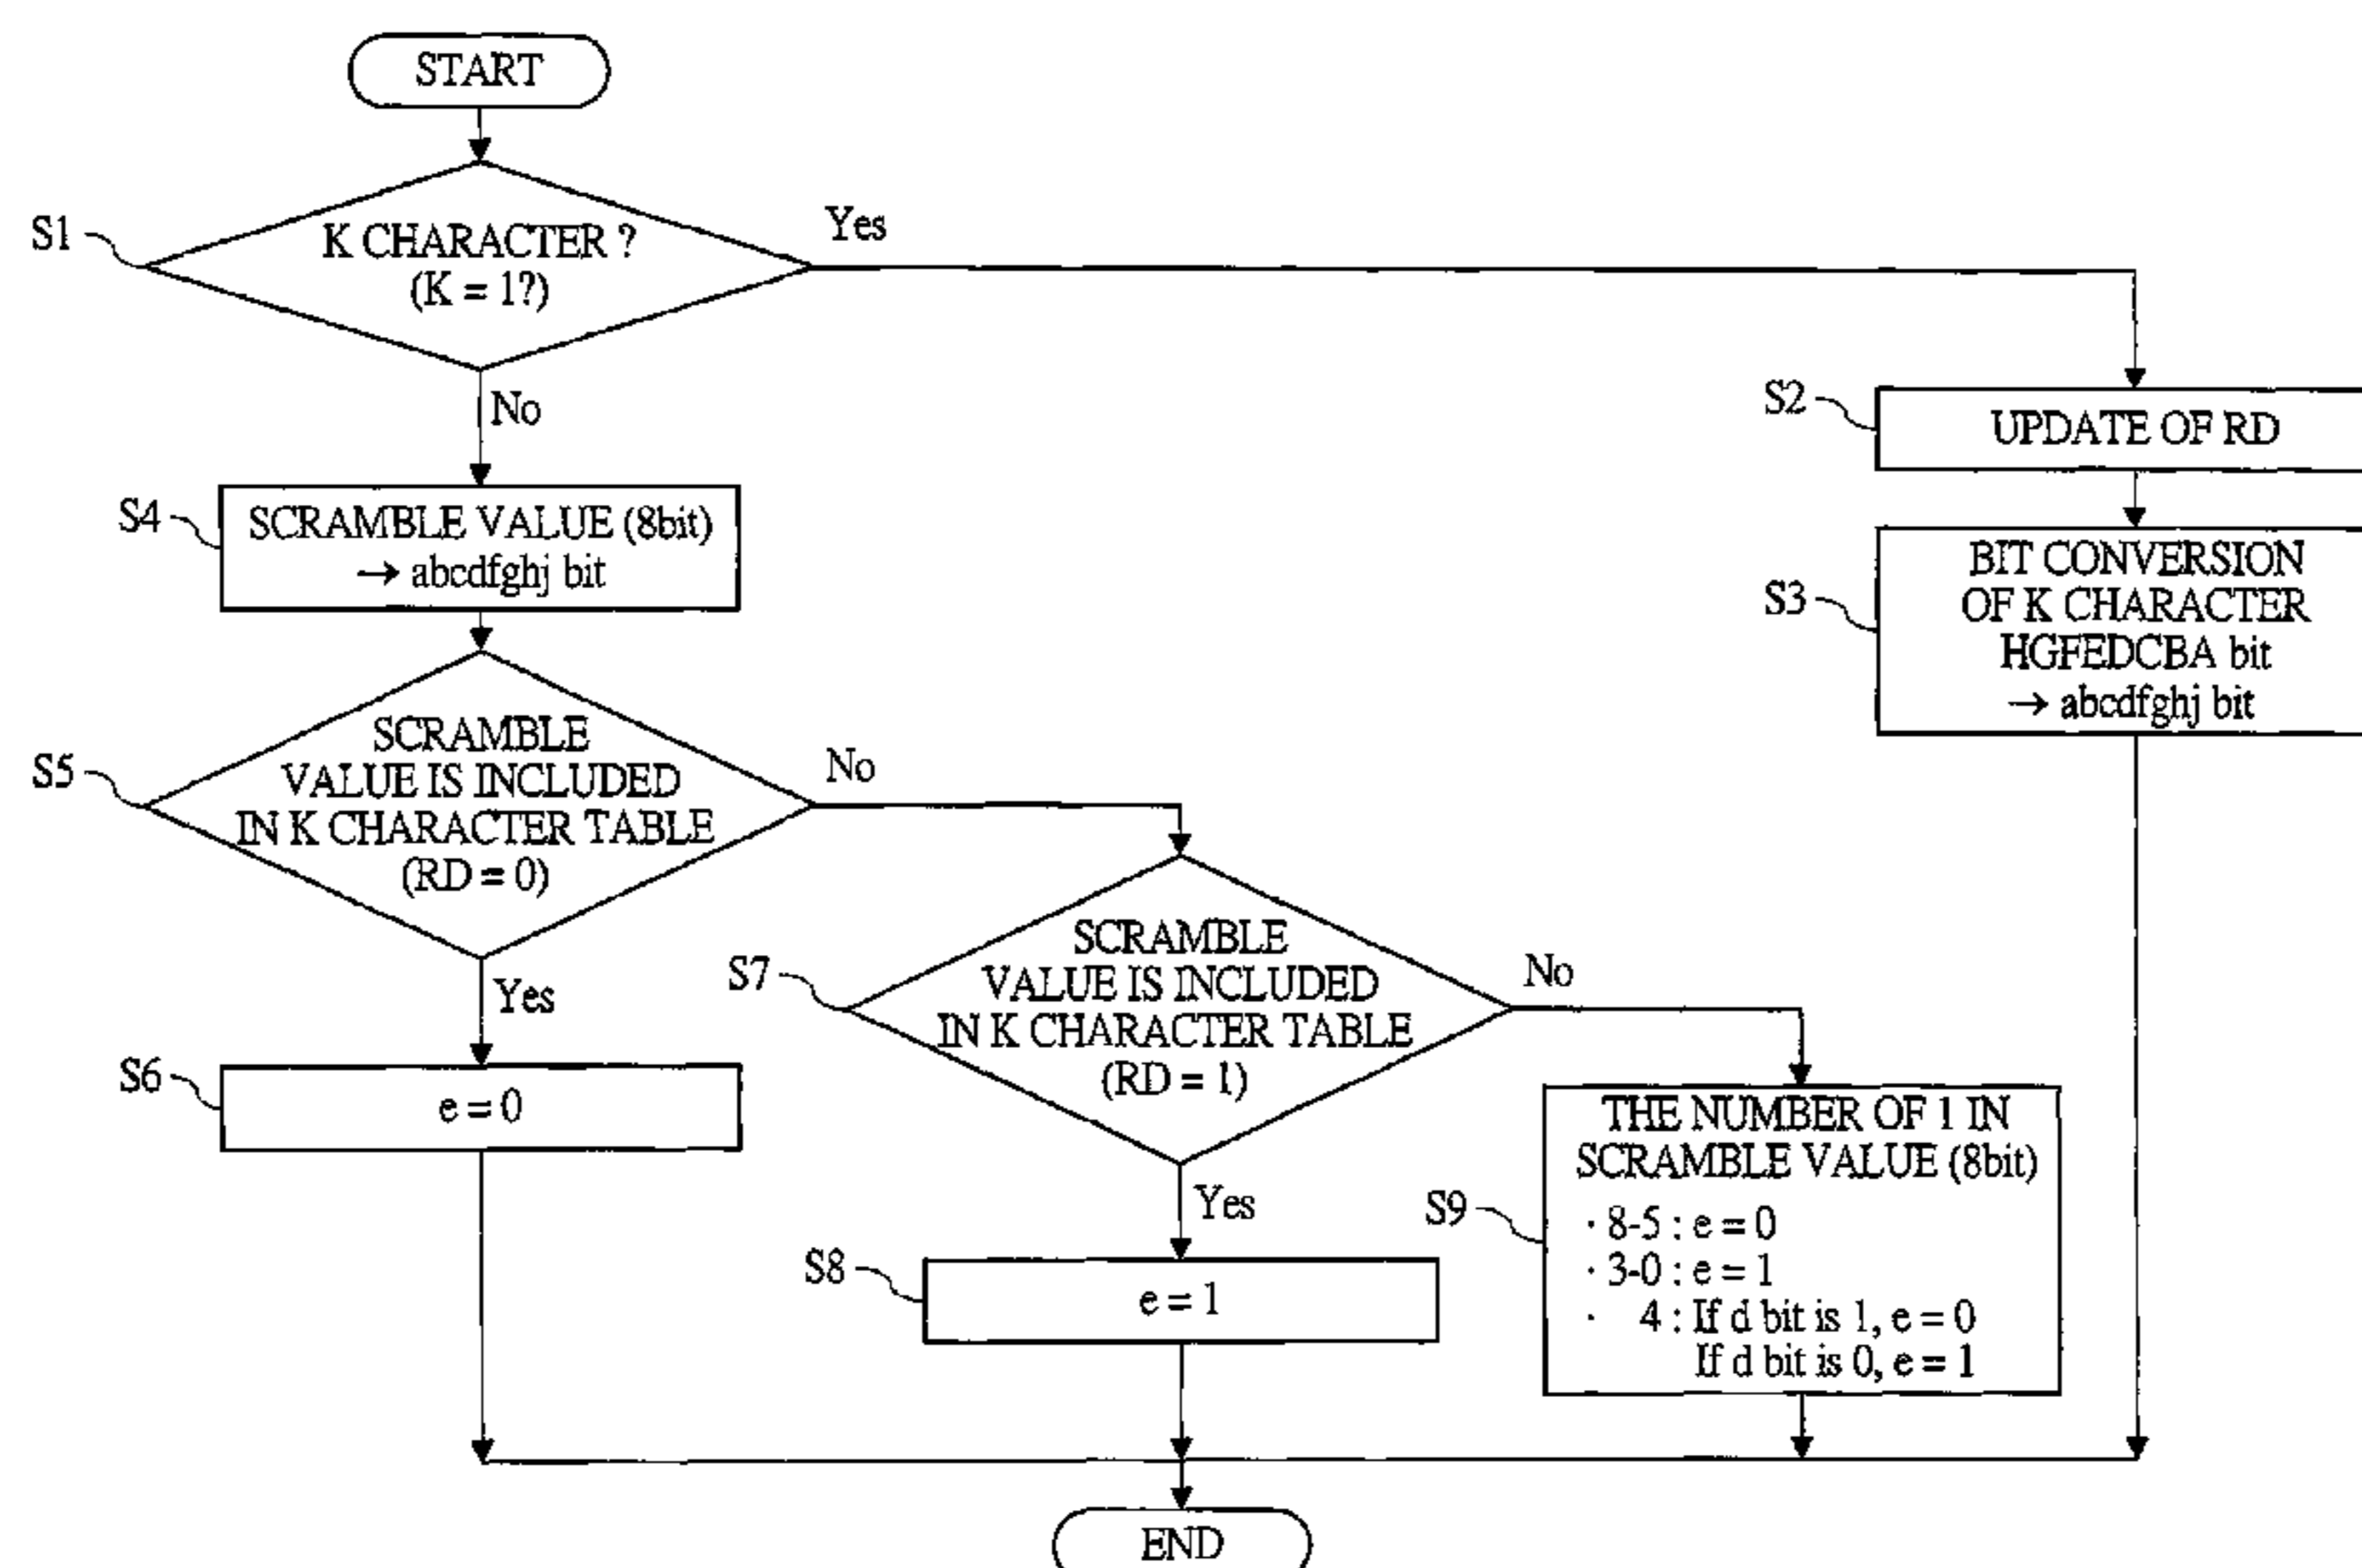 START
S1
K CHARACTER ?
(K = 1?)
Yes
No
S2
UPDATE OF RD
S3
BIT CONVERSION
OF K CHARACTER
HGFEDCBA bit
→ abcdfghj bit
S4
SCRAMBLE VALUE (8bit)
→ abcdfghj bit
S5
SCRAMBLE
VALUE IS INCLUDED
IN K CHARACTER TABLE
(RD = 0)
No
Yes
S6
e = 0
S7
SCRAMBLE
VALUE IS INCLUDED
IN K CHARACTER TABLE
(RD = 1)
No
Yes
S8
e = 1
S9
THE NUMBER OF 1 IN
SCRAMBLE VALUE (8bit)
· 8-5 : e = 0
· 3-0 : e = 1
· 4 : If d bit is 1, e = 0
If d bit is 0, e = 1
END